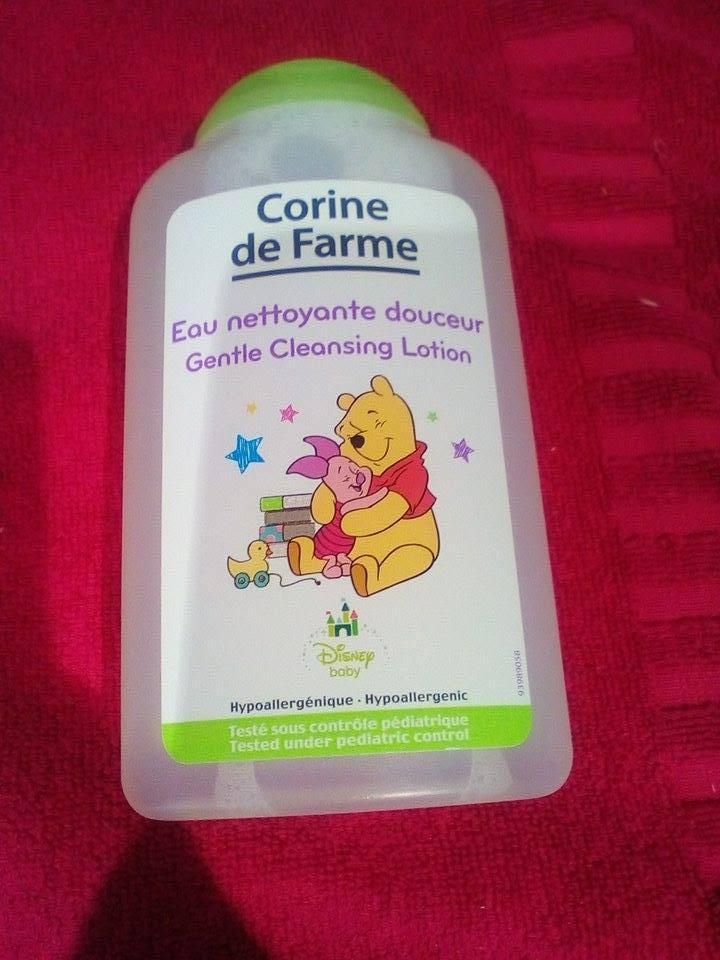 Corine
de Farme
Eau nettoyante douceur
Gentle Cleansing Lotion
Disney
baby
Hypoallergénique · Hypoallergenic
Testé sous contrôle pédiatrique
Tested under pediatric control